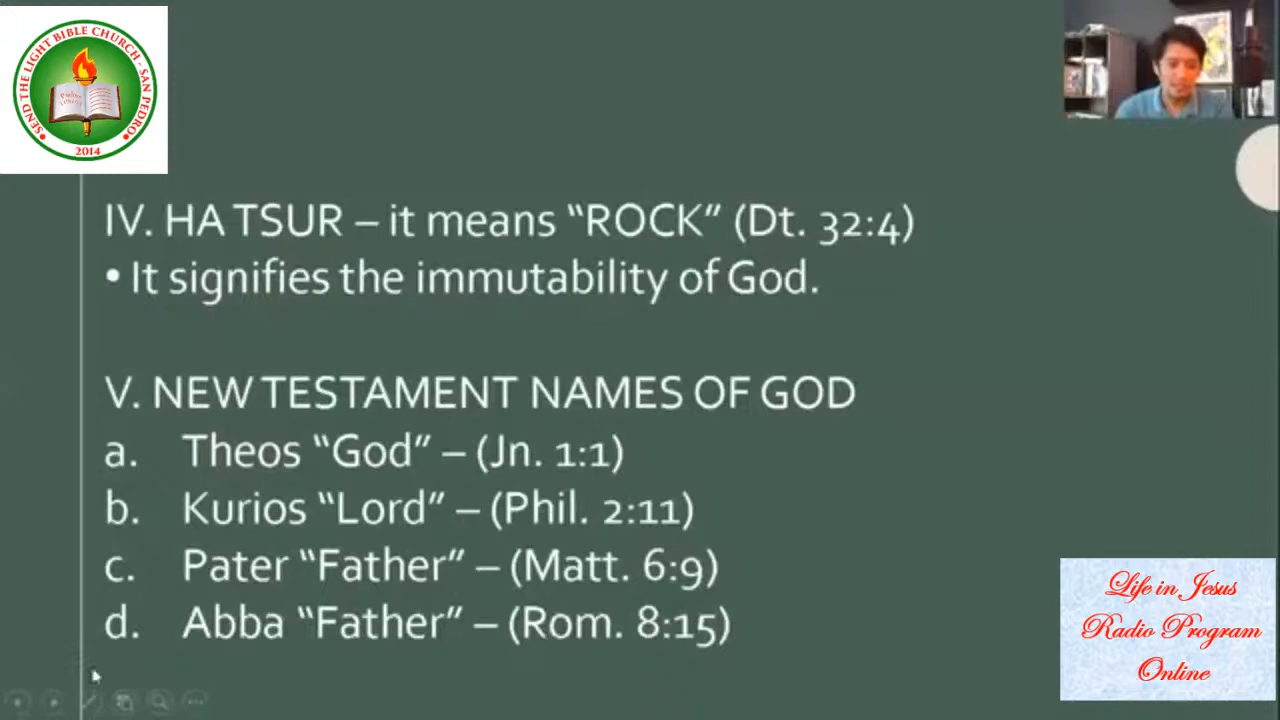 SEND THE LIGHT BIBLE CHURCH - SAN PEDRO
2014
IV. HA TSUR – it means “ROCK” (Dt. 32:4)
• It signifies the immutability of God.
V. NEW TESTAMENT NAMES OF GOD
a. Theos “God” – (Jn. 1:1)
b. Kurios “Lord” – (Phil. 2:11)
c. Pater “Father” – (Matt. 6:9)
d. Abba “Father” – (Rom. 8:15)
Life in Jesus
Radio Program
Online